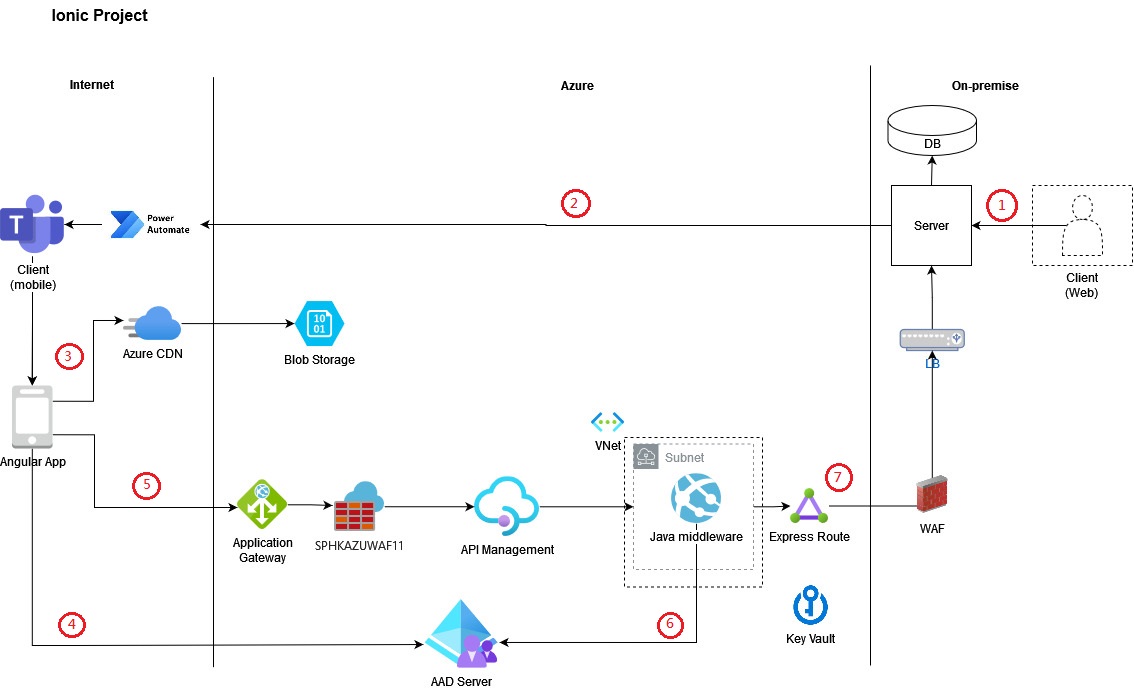 Ionic Project
Internet
Azure
On-premise
DB
1
2
Server
T
Power
Automate
Client
(mobile)
Client
(Web)
10
01
3
Azure CDN
Blob Storage
LB
VNet
Subnet
Angular App
5
7
Java middleware
Express Route
WAF
Application
Gateway
SPHKAZUWAF11
API Management
4
6
Key Vault
AAD Server